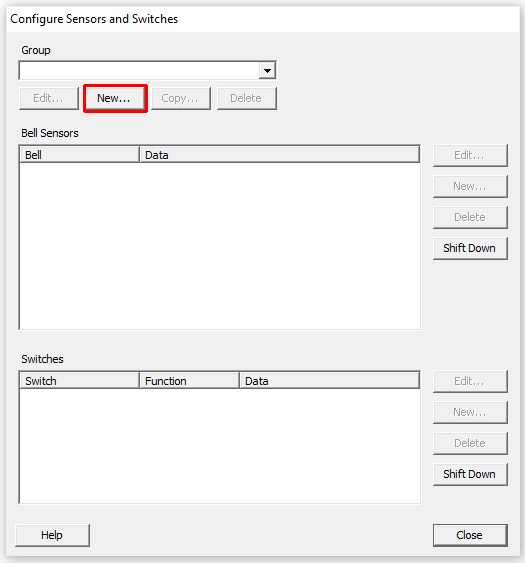 Configure Sensors and Switches
Group
Edit... New... Copy... Delete
Bell Sensors
Bell Data
Edit...
New...
Delete
Shift Down
Switches
Switch Function Data
Edit...
New...
Delete
Shift Down
Help Close